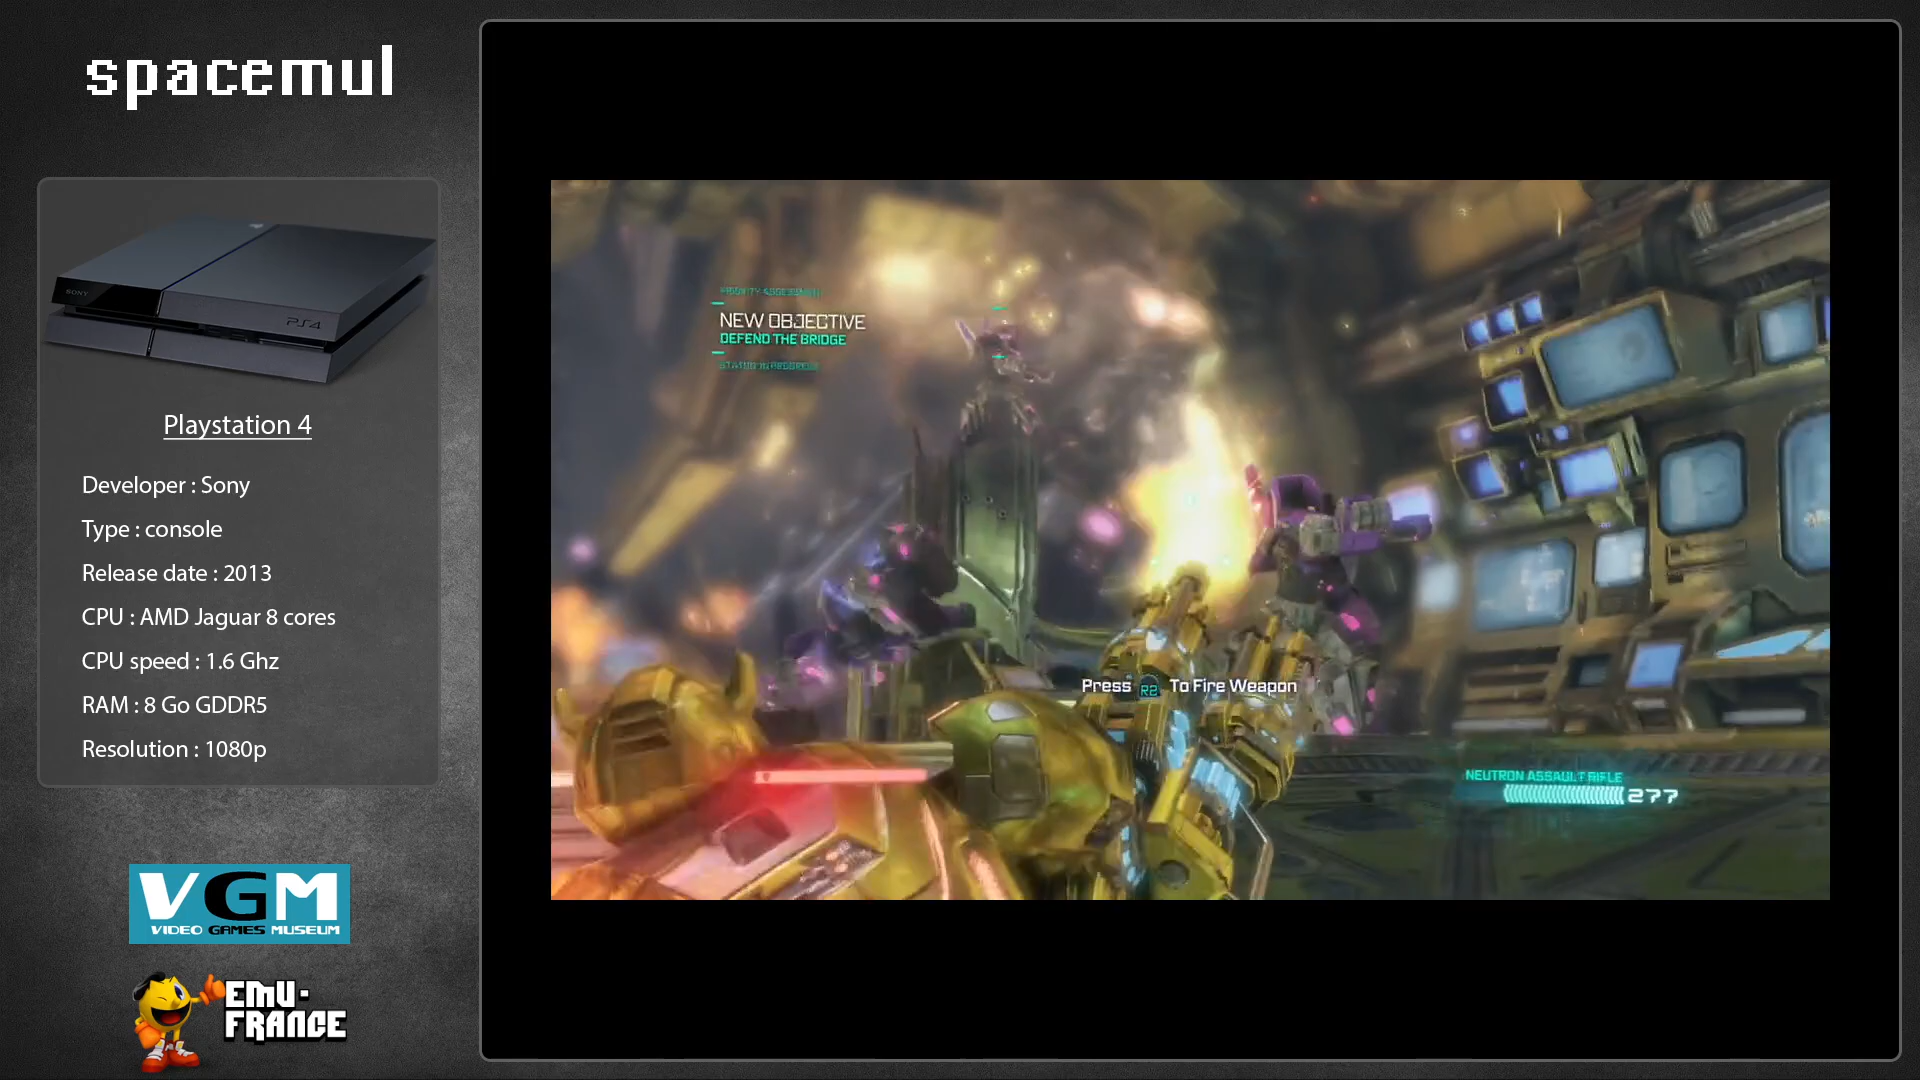 spacemul
SONY
PS4
Playstation 4
Developer : Sony
Type : console
Release date : 2013
CPU : AMD Jaguar 8 cores
CPU speed : 1.6 Ghz
RAM : 8 Go GDDR5
Resolution : 1080p
VGM
VIDEO GAMES MUSEUM
EMU-
FRANCE
NEW OBJECTIVE
DEFEND THE BRIDGE
Press R2 To Fire Weapon
NEUTRON ASSAULT RIFLE
277